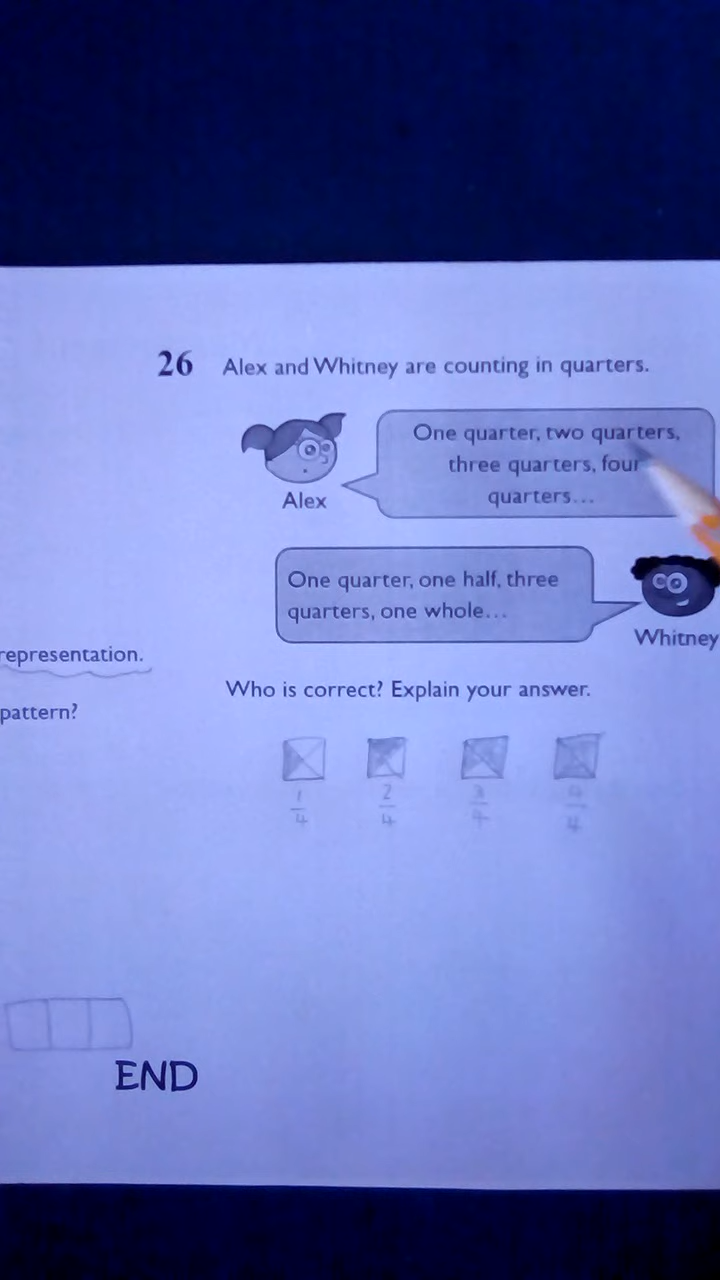 26 Alex and Whitney are counting in quarters.
One quarter, two quarters,
three quarters, four
quarters...
Alex
One quarter, one half, three
quarters, one whole...
Whitney
representation.
pattern?
Who is correct? Explain your answer.
1/4 2/4 3/4 4/4
END